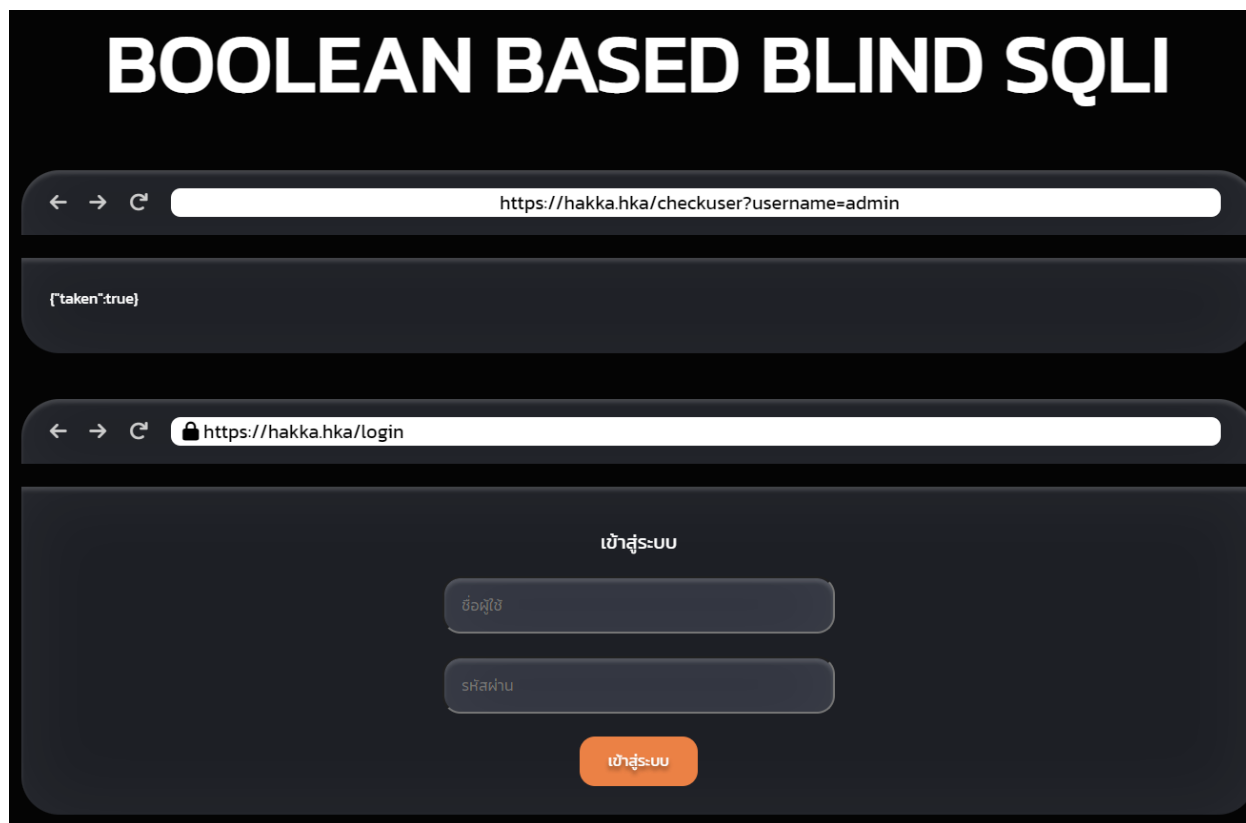 BOOLEAN BASED BLIND SQLI
https://hakka.hka/checkuser?username=admin
{"taken":true}
https://hakka.hka/login
เข้าสู่ระบบ
ชื่อผู้ใช้
รหัสผ่าน
เข้าสู่ระบบ